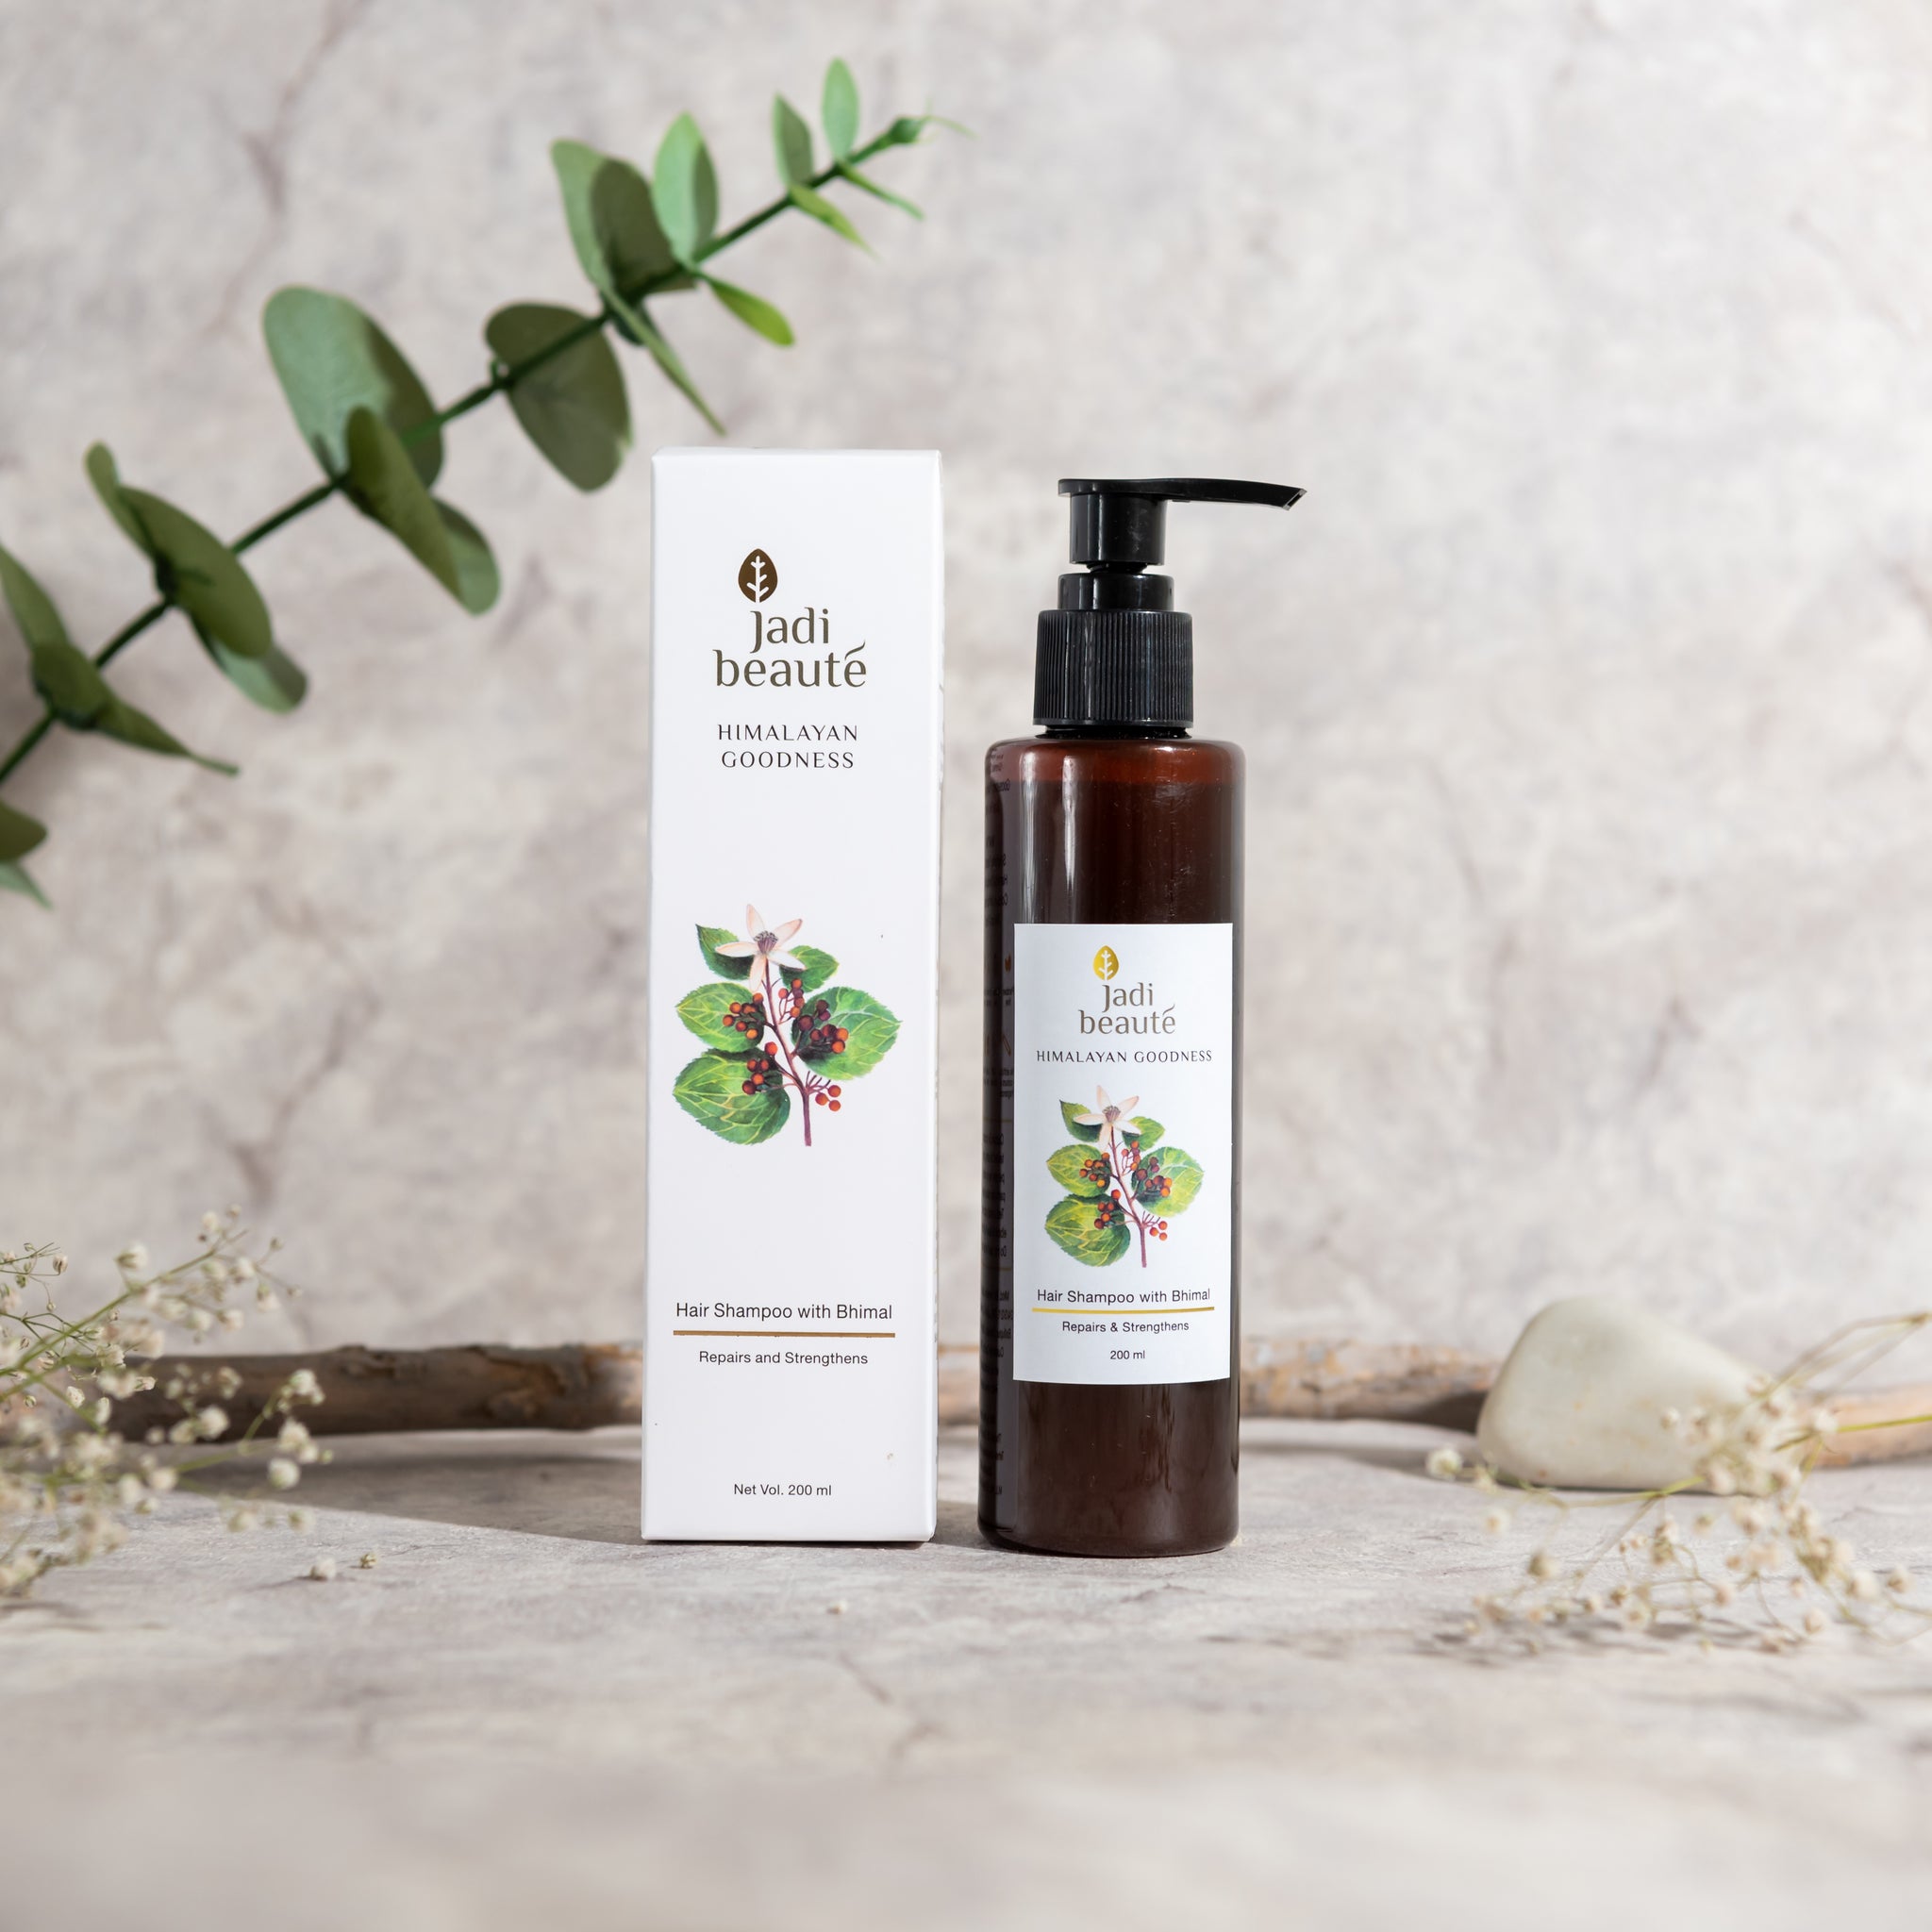 Jadi
beauté
HIMALAYAN
GOODNESS
Hair Shampoo with Bhimal
Repairs and Strengthens
Net Vol. 200 ml
Jadi
beauté
HIMALAYAN GOODNESS
Hair Shampoo with Bhimal
Repairs & Strengthens
200 ml